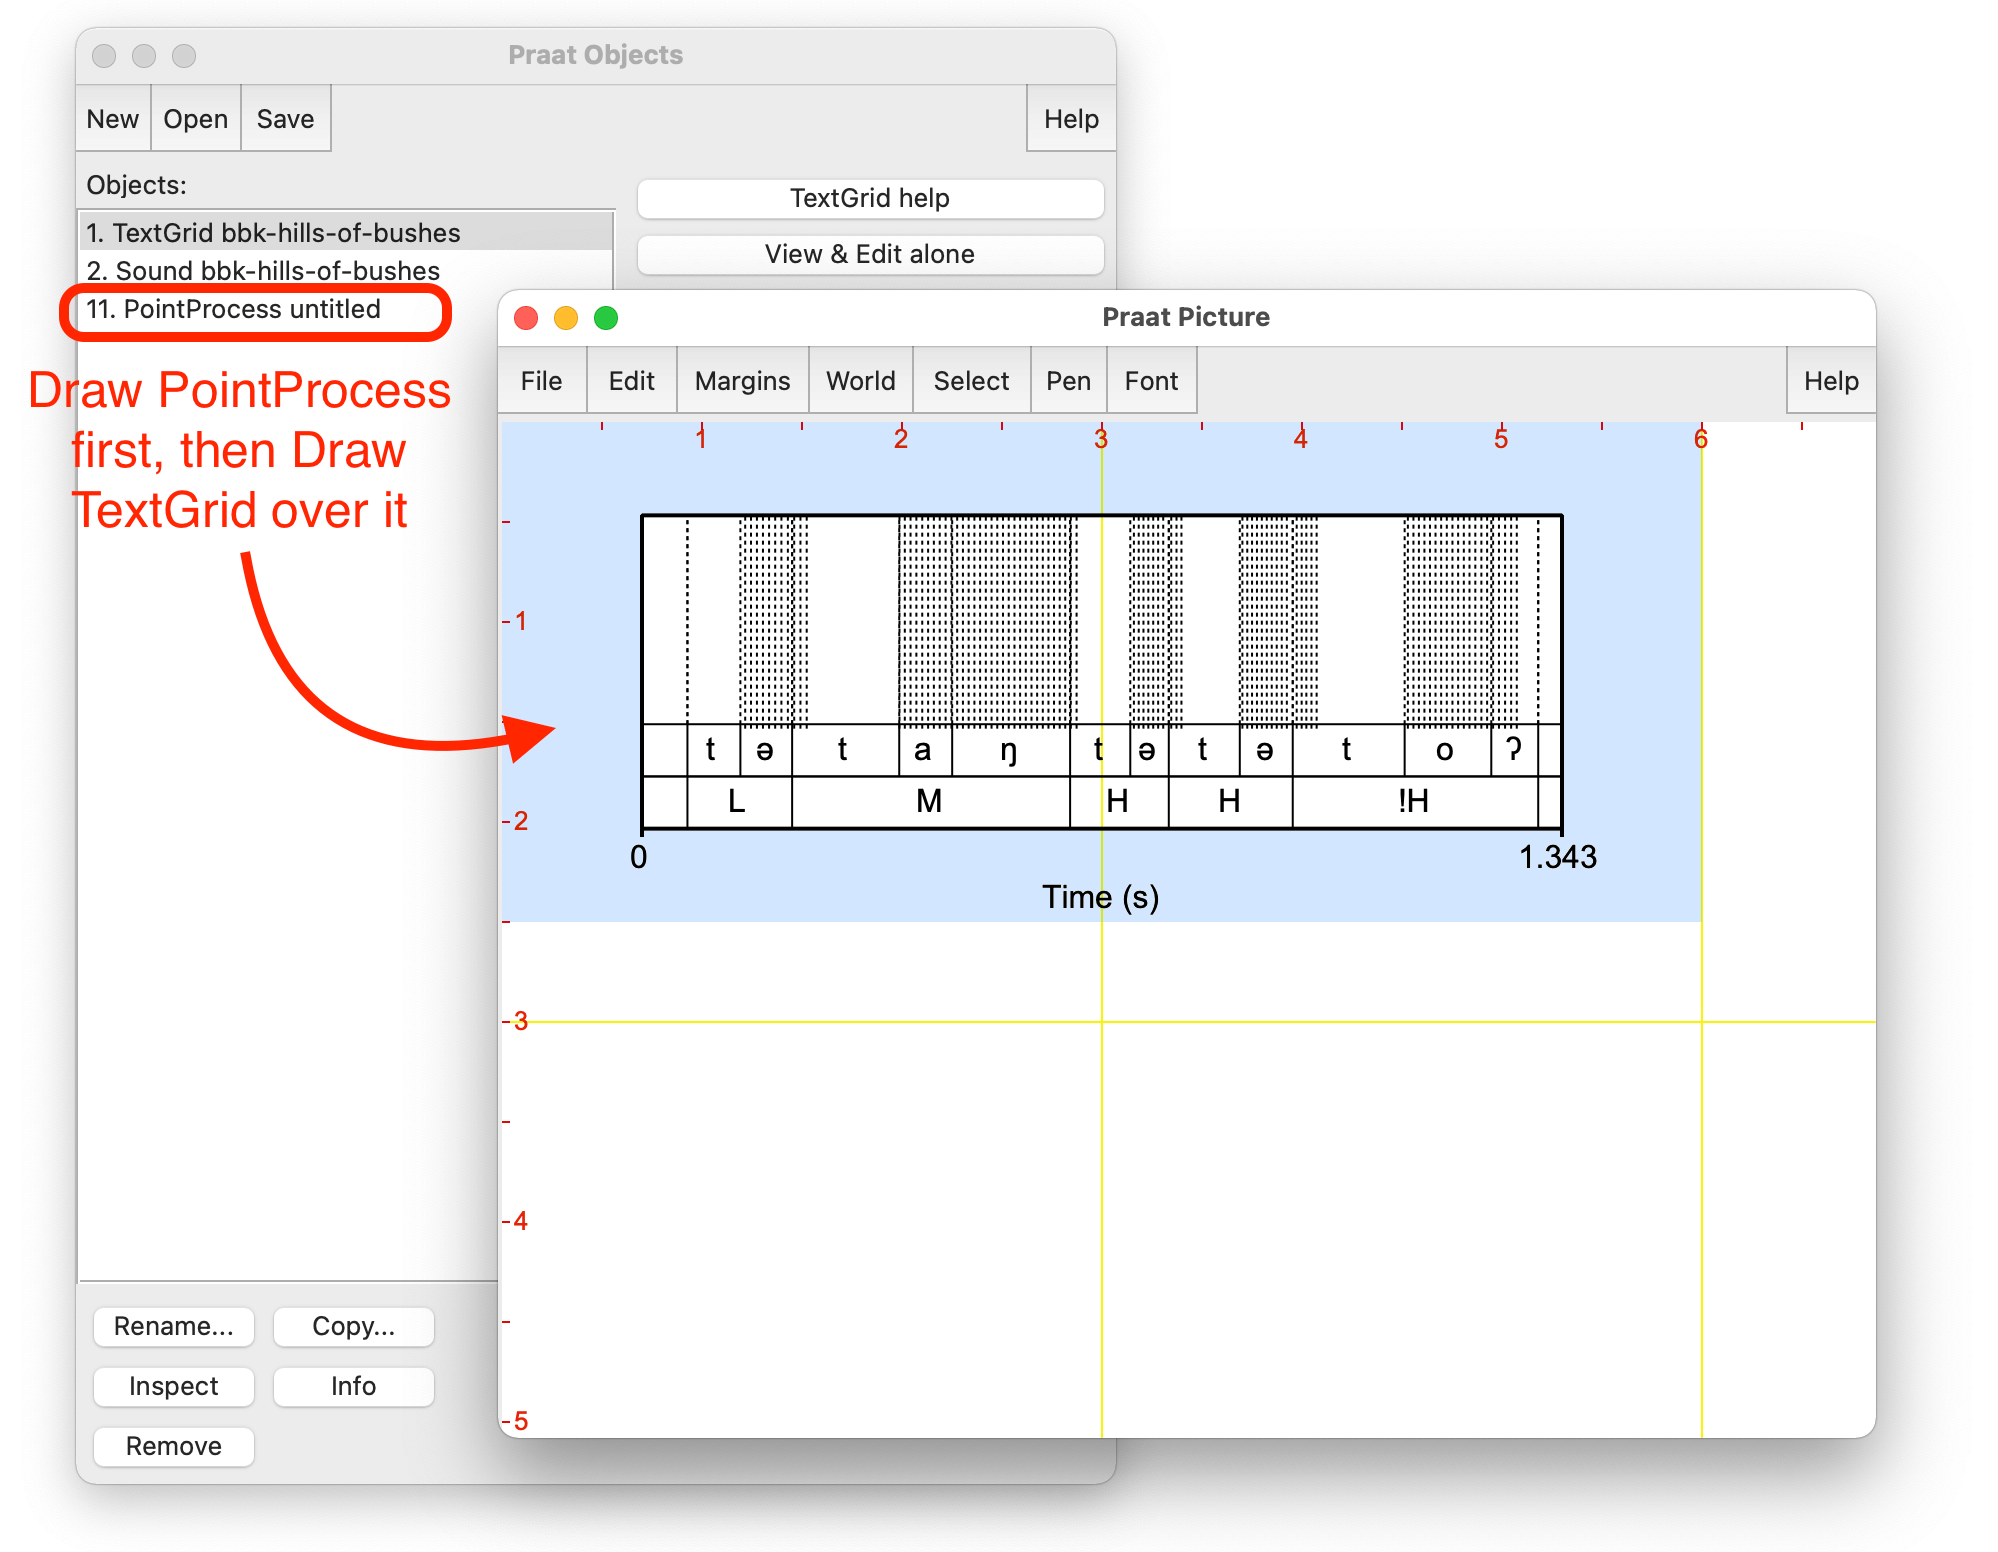 Praat Objects
New Open Save Help
Objects:
1. TextGrid bbk-hills-of-bushes
2. Sound bbk-hills-of-bushes
11. PointProcess untitled
TextGrid help
View & Edit alone
Draw PointProcess
first, then Draw
TextGrid over it
Rename... Copy...
Inspect Info
Remove
Praat Picture
File Edit Margins World Select Pen Font Help
1 2 3 4 5 6
1
2
3
4
5
t ə t a ŋ t ə t ə t o ʔ
L M H H !H
0 1.343
Time (s)